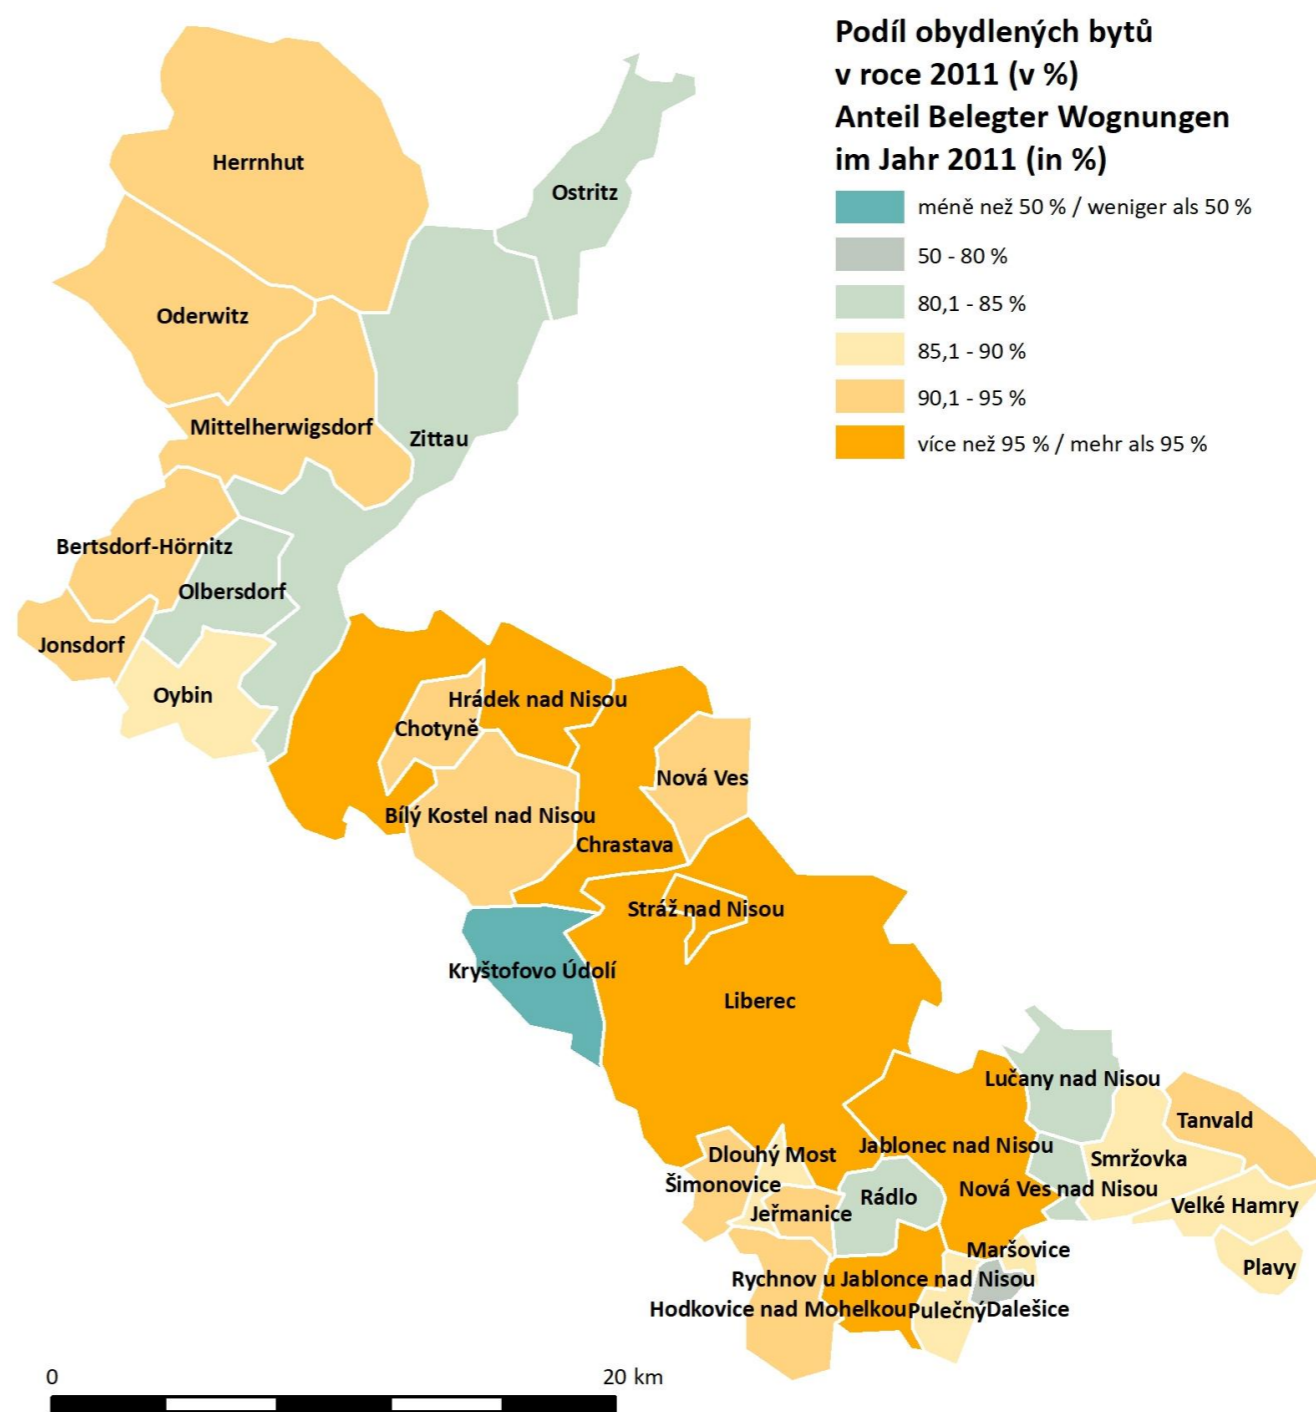 Podíl obydlených bytů
v roce 2011 (v %)
Anteil Belegter Wognungen
im Jahr 2011 (in %)
méně než 50 % / weniger als 50 %
50 - 80 %
80,1 - 85 %
85,1 - 90 %
90,1 - 95 %
více než 95 % / mehr als 95 %
Herrnhut
Ostritz
Oderwitz
Mittelherwigsdorf
Zittau
Bertsdorf-Hörnitz
Olbersdorf
Jonsdorf
Oybin
Hrádek nad Nisou
Chotyně
Nová Ves
Bílý Kostel nad Nisou
Chrastava
Stráž nad Nisou
Kryštofovo Údolí
Liberec
Lučany nad Nisou
Tanvald
Jablonec nad Nisou
Dlouhý Most
Smržovka
Šimonovice
Rádlo
Nová Ves nad Nisou
Velké Hamry
Jeřmanice
Maršovice
Plavy
Rychnov u Jablonce nad Nisou
Hodkovice nad Mohelkou
Pulečný
Dalešice
0
20 km